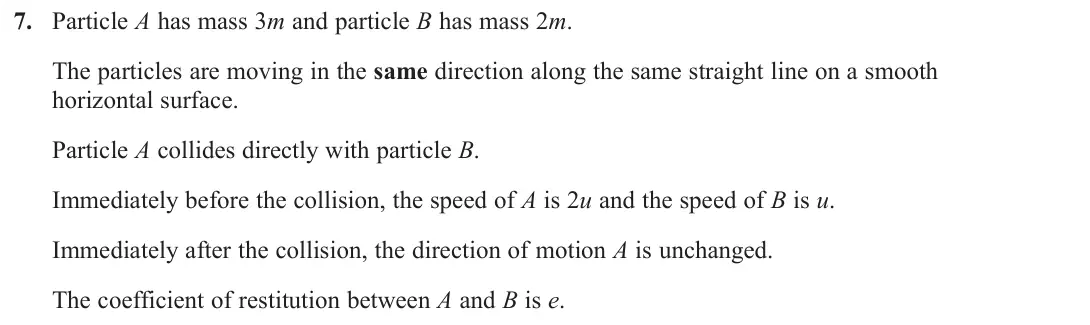 7. Particle A has mass 3m and particle B has mass 2m.
The particles are moving in the same direction along the same straight line on a smooth
horizontal surface.
Particle A collides directly with particle B.
Immediately before the collision, the speed of A is 2u and the speed of B is u.
Immediately after the collision, the direction of motion A is unchanged.
The coefficient of restitution between A and B is e.